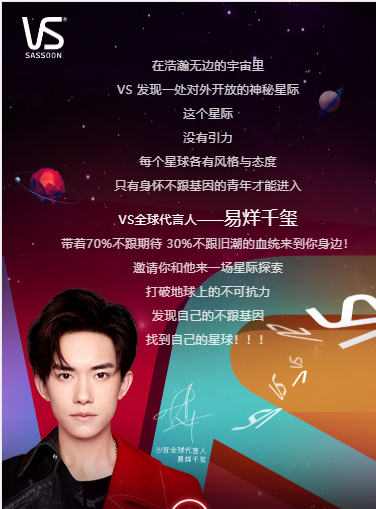 VS
SASSOON
在浩瀚无边的宇宙里
VS 发现一处对外开放的神秘星际
这个星际
没有引力
每个星球各有风格与态度
只有身怀不跟基因的青年才能进入
VS全球代言人——易烊千玺
带着70%不跟期待 30%不跟旧潮的血统来到你身边！
邀请你和他来一场星际探索
打破地球上的不可抗力
发现自己的不跟基因
找到自己的星球！！！
VS
VS
VS
VS
VS
沙宣全球代言人
易烊千玺